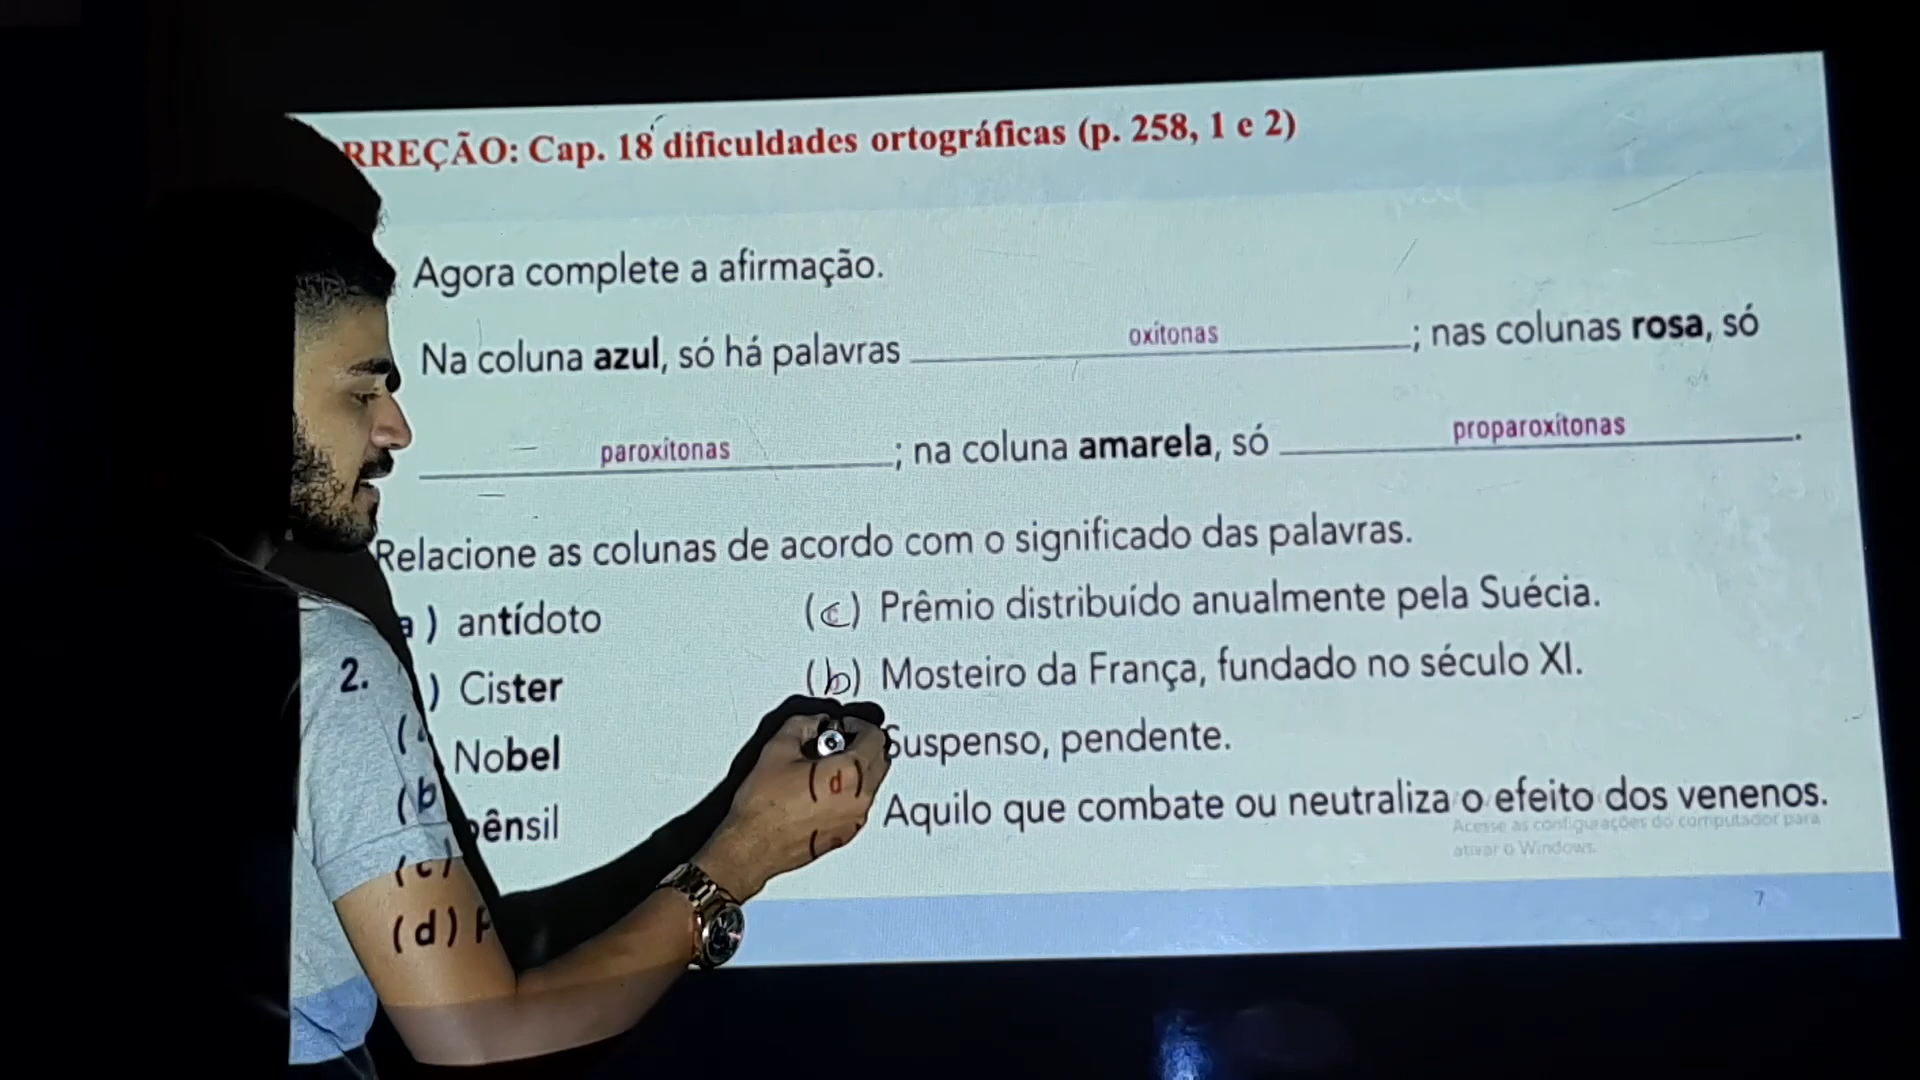 RREÇÃO: Cap. 18 dificuldades ortográficas (p. 258, 1 e 2)
Agora complete a afirmação.
Na coluna azul, só há palavras oxítonas; nas colunas rosa, só
paroxítonas; na coluna amarela, só proparoxítonas.
Relacione as colunas de acordo com o significado das palavras.
2.
a) antídoto (c) Prêmio distribuído anualmente pela Suécia.
) Cister (b) Mosteiro da França, fundado no século XI.
Nobel Suspenso, pendente.
(b (d)
pênsil Aquilo que combate ou neutraliza o efeito dos venenos.
(c)
(d) p
Acesse as configurações do computador para
ativar o Windows.
7